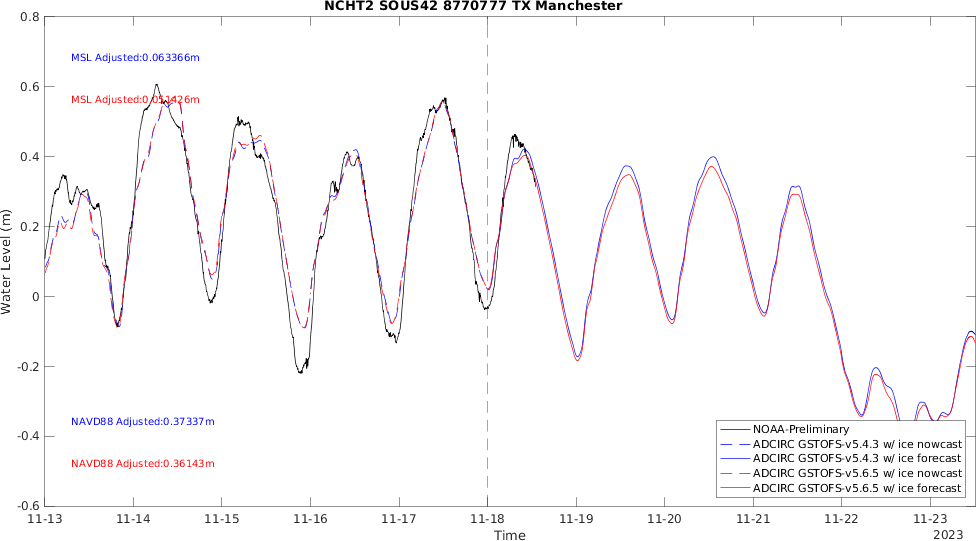 NCHT2 SOUS42 8770777 TX Manchester
0.8
MSL Adjusted:0.063366m
0.6
MSL Adjusted:0.051426m
0.4
0.2
Water Level (m)
0
-0.2
NAVD88 Adjusted:0.37337m
NOAA-Preliminary
-0.4
ADCIRC GSTOFS-v5.4.3 w/ ice nowcast
ADCIRC GSTOFS-v5.4.3 w/ ice forecast
NAVD88 Adjusted:0.36143m
ADCIRC GSTOFS-v5.6.5 w/ ice nowcast
ADCIRC GSTOFS-v5.6.5 w/ ice forecast
-0.6
11-13 11-14 11-15 11-16 11-17 11-18 11-19 11-20 11-21 11-22 11-23
Time 2023